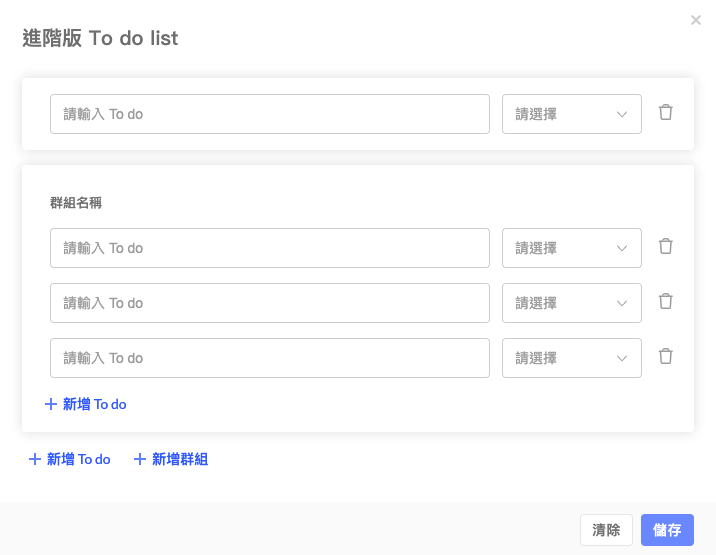 進階版 To do list
請輸入 To do 請選擇
群組名稱
請輸入 To do 請選擇
請輸入 To do 請選擇
請輸入 To do 請選擇
新增 To do
新增 To do 新增群組
清除 儲存